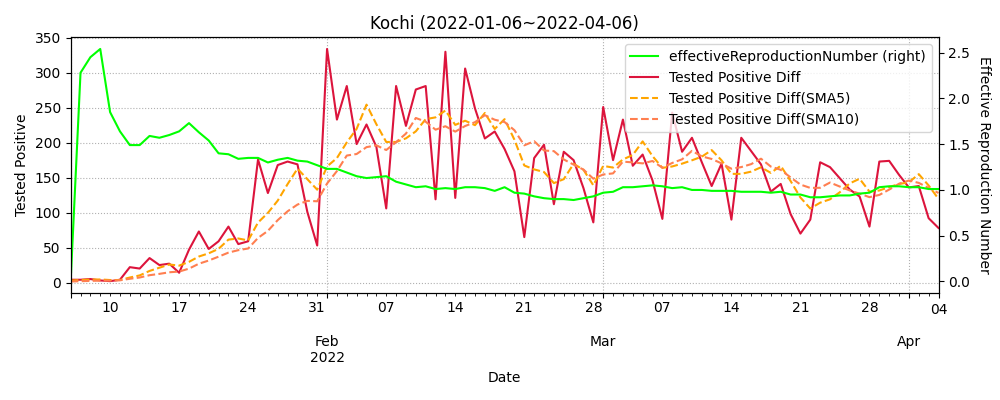 Kochi (2022-01-06~2022-04-06)
350
300
250
200
150
100
50
0
Tested Positive
effectiveReproductionNumber (right)
Tested Positive Diff
Tested Positive Diff(SMA5)
Tested Positive Diff(SMA10)
2.5
2.0
1.5
1.0
0.5
0.0
Effective Reproduction Number
10 17 24 31 07 14 21 28 07 14 21 28 04
Feb Mar Apr
2022
Date